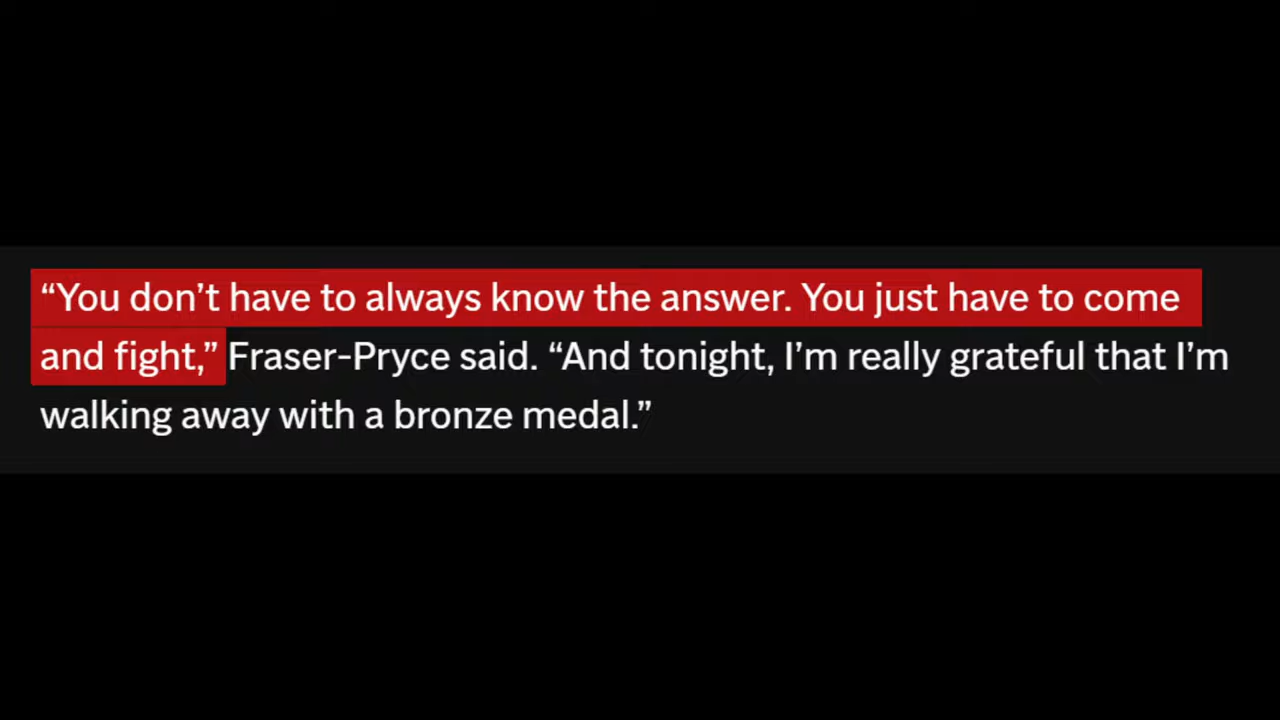 “You don’t have to always know the answer. You just have to come
and fight,” Fraser-Pryce said. “And tonight, I’m really grateful that I’m
walking away with a bronze medal.”